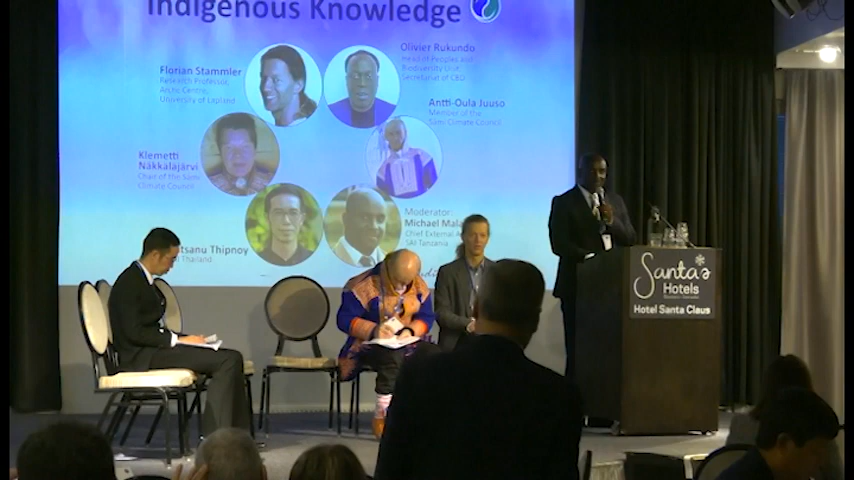 Indigenous Knowledge
Florian Stammler
Research Professor,
Arctic Centre,
University of Lapland
Olivier Rukundo
Head of Peoples and
Biodiversity Unit,
Secretariat of CBD
Antti-Oula Juuso
Member of the
Sámi Climate Council
Klemetti
Näkkäläjärvi
Chair of the Sámi
Climate Council
tsanu Thipnoy
Thailand
Moderator:
Michael Mala
Chief External A
SAI Tanzania
Santa's
Hotels
Hotel Santa Claus